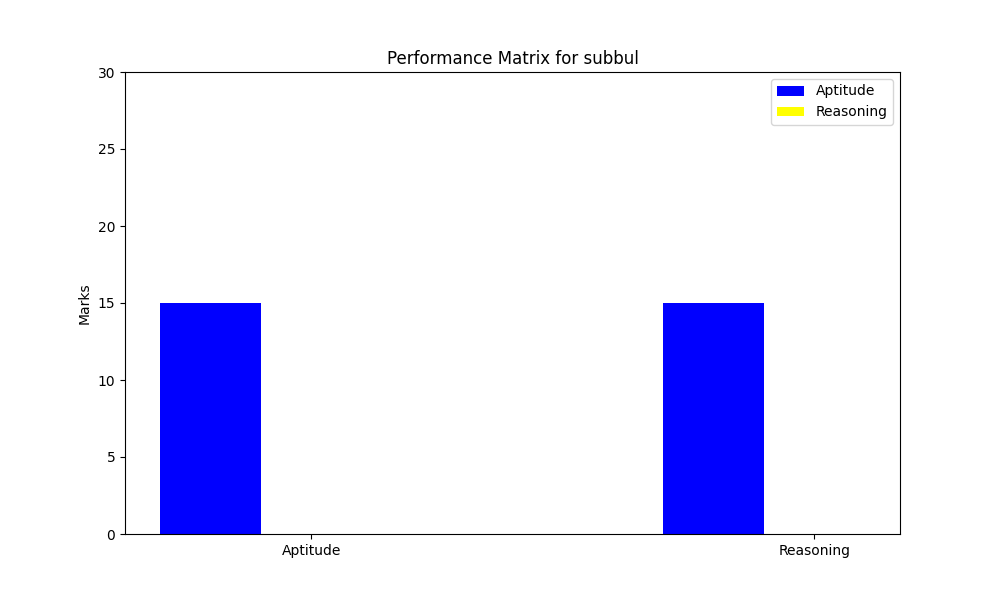 Performance Matrix for subbul
30
25
20
15
10
5
0
Marks
Aptitude
Reasoning
Aptitude
Reasoning